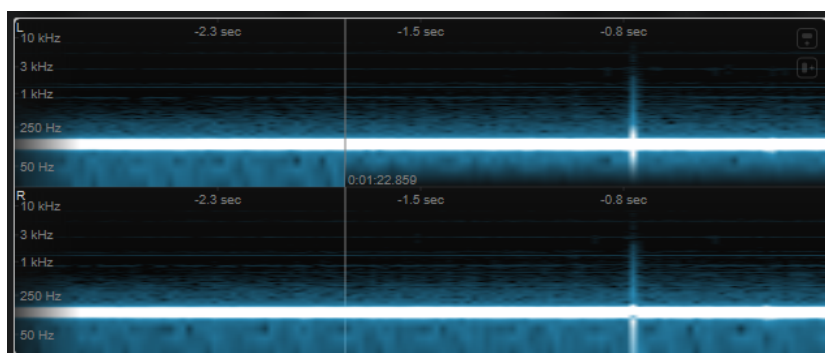 L
-2.3 sec -1.5 sec -0.8 sec
10 kHz
3 kHz
1 kHz
250 Hz
50 Hz
0:01:22.859
R
-2.3 sec -1.5 sec -0.8 sec
10 kHz
3 kHz
1 kHz
250 Hz
50 Hz